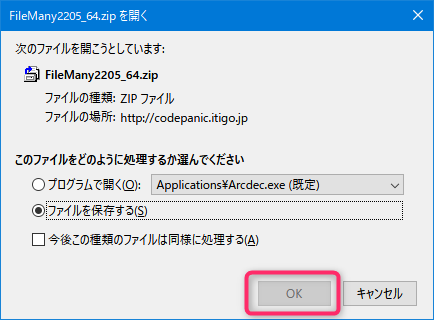 FileMany2205_64.zip を開く
次のファイルを開こうとしています:
FileMany2205_64.zip
ファイルの種類: ZIP ファイル
ファイルの場所: http://codepanic.itigo.jp
このファイルをどのように処理するか選んでください
プログラムで開く(O): Applications¥Arcdec.exe (既定)
ファイルを保存する(S)
今後この種類のファイルは同様に処理する(A)
OK キャンセル